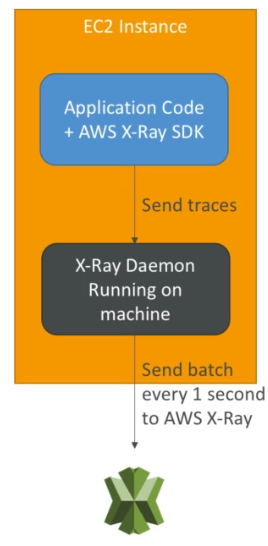 EC2 Instance
Application Code
+ AWS X-Ray SDK
Send traces
X-Ray Daemon
Running on
machine
Send batch
every 1 second
to AWS X-Ray